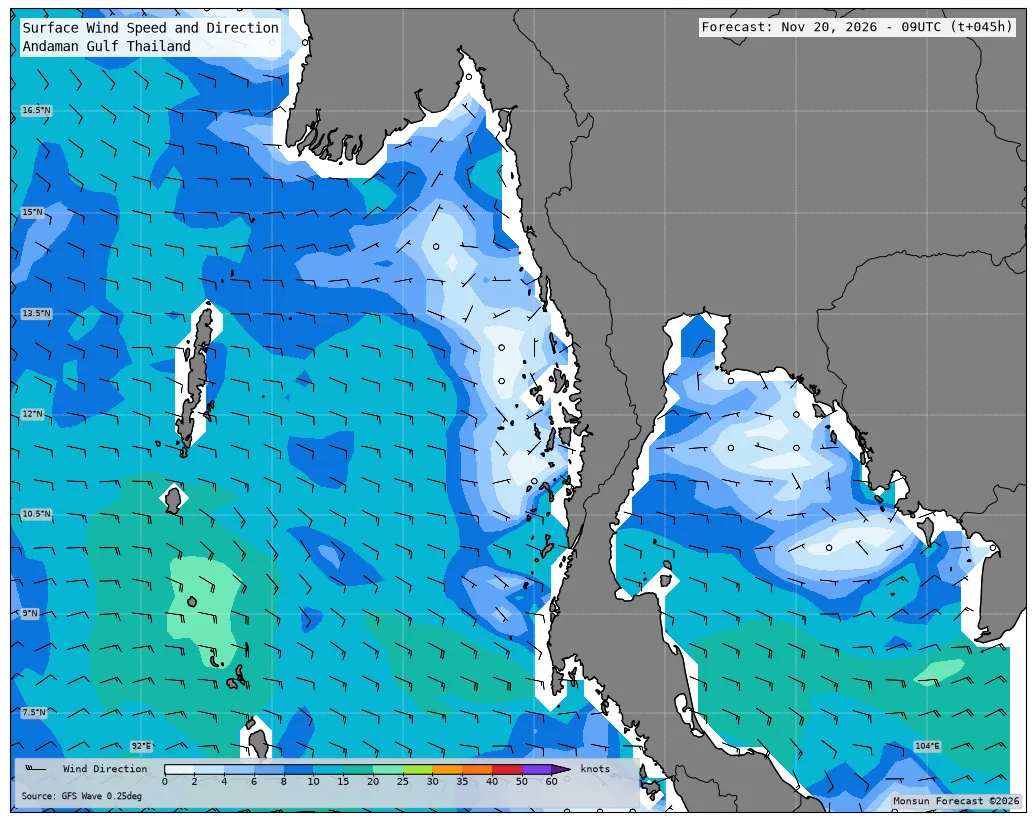 Surface Wind Speed and Direction
Andaman Gulf Thailand
Forecast: Nov 20, 2026 - 09UTC (t+045h)
16.5°N
15°N
13.5°N
12°N
10.5°N
9°N
7.5°N
92°E
104°E
Wind Direction
0 2 4 6 8 10 15 20 25 30 35 40 50 60 knots
Source: GFS Wave 0.25deg
Monsun Forecast ©2026